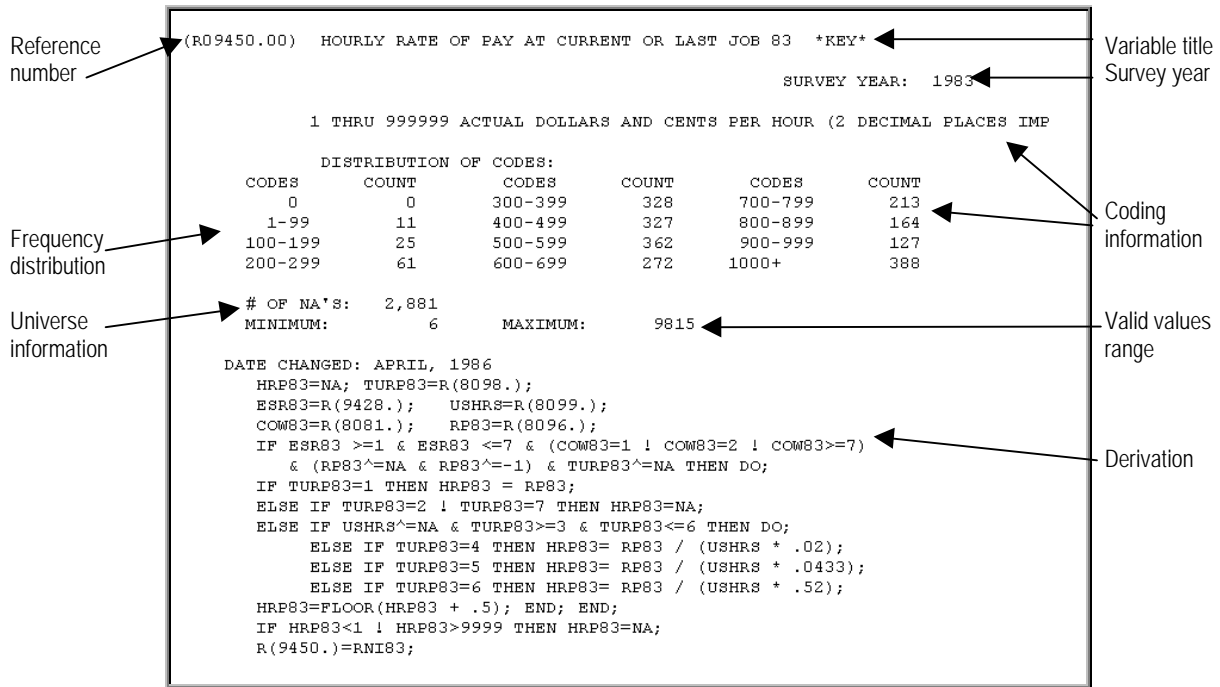 Reference
number
(R09450.00) HOURLY RATE OF PAY AT CURRENT OR LAST JOB 83 *KEY*
Variable title
Survey year
SURVEY YEAR: 1983
1 THRU 999999 ACTUAL DOLLARS AND CENTS PER HOUR (2 DECIMAL PLACES IMP
DISTRIBUTION OF CODES:
CODES COUNT CODES COUNT CODES COUNT
0 0 300-399 328 700-799 213
1-99 11 400-499 327 800-899 164
100-199 25 500-599 362 900-999 127
200-299 61 600-699 272 1000+ 388
Coding
information
Frequency
distribution
# OF NA'S: 2,881
MINIMUM: 6 MAXIMUM: 9815
Universe
information
Valid values
range
DATE CHANGED: APRIL, 1986
HRP83=NA; TURP83=R(8098.);
ESR83=R(9428.); USHRS=R(8099.);
COW83=R(8081.); RP83=R(8096.);
IF ESR83 >=1 & ESR83 <=7 & (COW83=1 ! COW83=2 ! COW83>=7)
& (RP83^=NA & RP83^=-1) & TURP83^=NA THEN DO;
IF TURP83=1 THEN HRP83 = RP83;
ELSE IF TURP83=2 ! TURP83=7 THEN HRP83=NA;
ELSE IF USHRS^=NA & TURP83>=3 & TURP83<=6 THEN DO;
ELSE IF TURP83=4 THEN HRP83= RP83 / (USHRS * .02);
ELSE IF TURP83=5 THEN HRP83= RP83 / (USHRS * .0433);
ELSE IF TURP83=6 THEN HRP83= RP83 / (USHRS * .52);
HRP83=FLOOR(HRP83 + .5); END; END;
IF HRP83<1 ! HRP83>9999 THEN HRP83=NA;
R(9450.)=RNI83;
Derivation